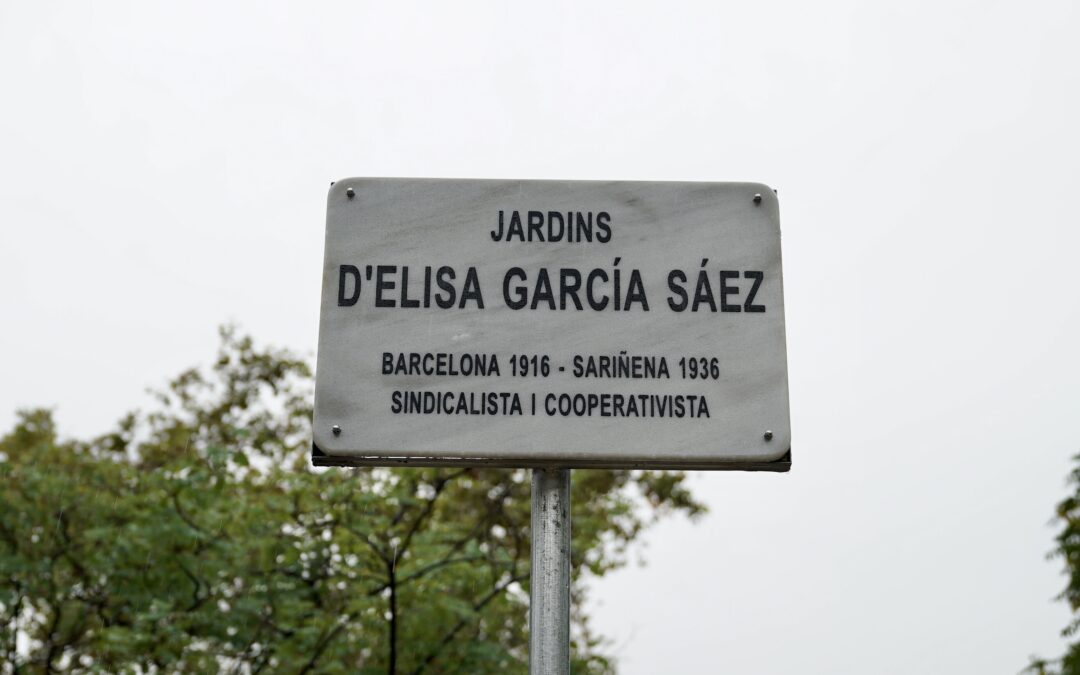 JARDINS
D'ELISA GARCÍA SÁEZ
BARCELONA 1916 - SARIÑENA 1936
SINDICALISTA I COOPERATIVISTA